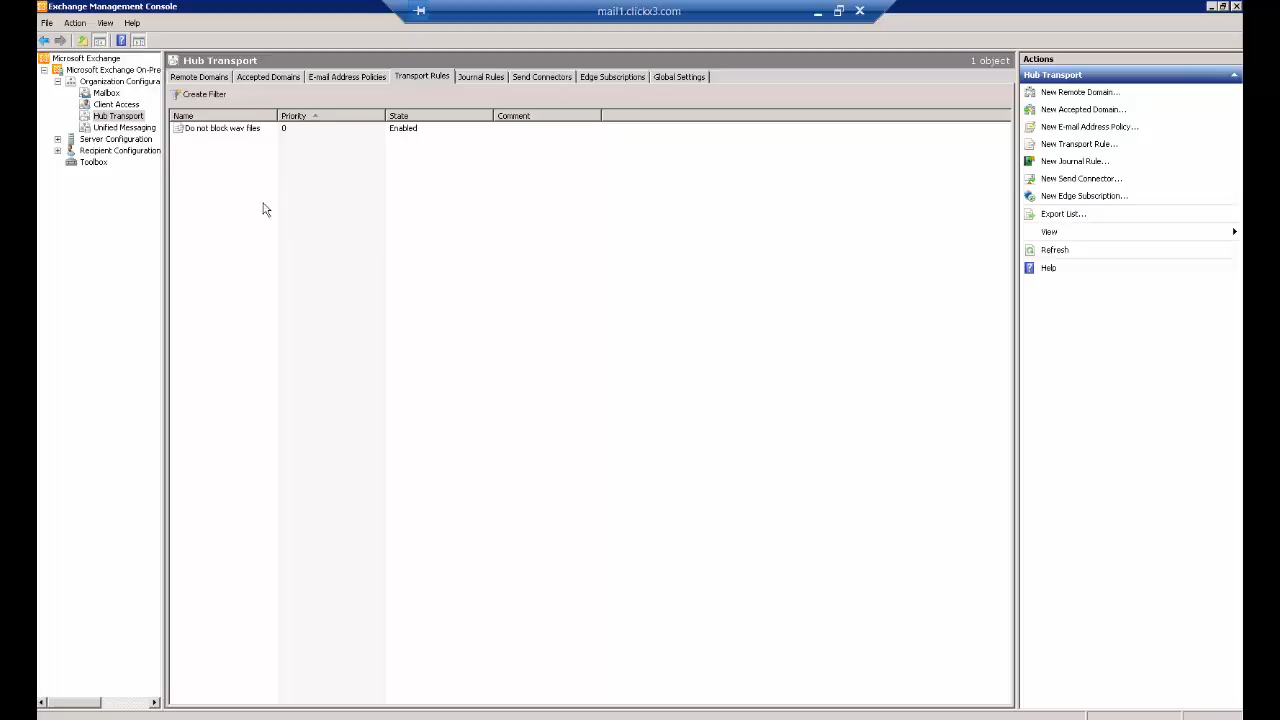 Exchange Management Console
mail1.clickx3.com
File Action View Help
Microsoft Exchange
Microsoft Exchange On-Pre
Organization Configura
Mailbox
Client Access
Hub Transport
Unified Messaging
Server Configuration
Recipient Configuration
Toolbox
Hub Transport 1 object
Remote Domains Accepted Domains E-mail Address Policies Transport Rules Journal Rules Send Connectors Edge Subscriptions Global Settings
Create Filter
Name Priority State Comment
Do not block wav files 0 Enabled
Actions
Hub Transport
New Remote Domain...
New Accepted Domain...
New E-mail Address Policy...
New Transport Rule...
New Journal Rule...
New Send Connector...
New Edge Subscription...
Export List...
View
Refresh
Help